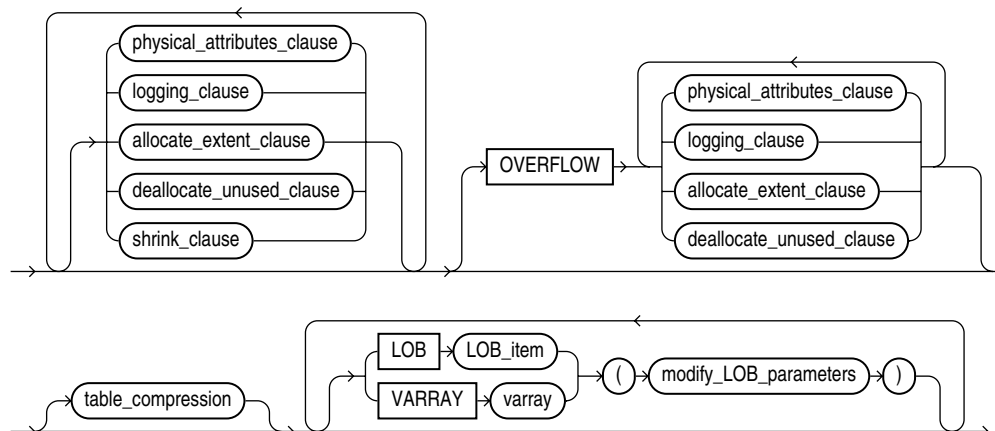 physical_attributes_clause
logging_clause
allocate_extent_clause
deallocate_unused_clause
shrink_clause
OVERFLOW
physical_attributes_clause
logging_clause
allocate_extent_clause
deallocate_unused_clause
table_compression
LOB LOB_item
VARRAY varray
( modify_LOB_parameters )